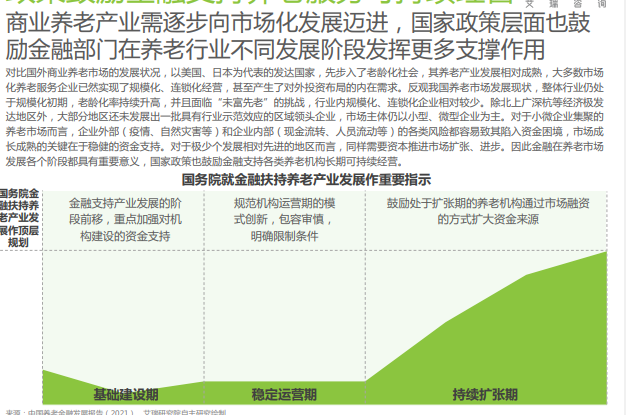 艾 瑞 咨 询
商业养老产业需逐步向市场化发展迈进，国家政策层面也鼓
励金融部门在养老行业不同发展阶段发挥更多支撑作用
对比国外商业养老市场的发展状况，以美国、日本为代表的发达国家，先步入了老龄化社会，其养老产业发展相对成熟，大多数市场
化养老服务企业已然实现了规模化、连锁化经营，甚至产生了对外投资布局的内在需求。反观我国养老市场发展现状，整体行业仍处
于规模化初期，老龄化率持续升高，并且面临“未富先老”的挑战，行业内规模化、连锁化企业相对较少。除北上广深杭等经济极发
达地区外，大部分地区还未发展出一批具有行业示范效应的区域领头企业，市场主体仍以小型、微型企业为主。对于小微企业集聚的
养老市场而言，企业外部（疫情、自然灾害等）和企业内部（现金流转、人员流动等）的各类风险都容易致其陷入资金困境，市场成
长成熟的关键在于稳健的资金支持。对于极少个发展相对先进的地区而言，同样需要资本推进市场扩张、进步。因此金融在养老市场
发展各个阶段都具有重要意义，国家政策也鼓励金融支持各类养老机构长期可持续经营。
国务院就金融扶持养老产业发展作重要指示
国务院金
融扶持养
老产业发
展作顶层
规划
金融支持产业发展的阶
段前移，重点加强对机
构建设的资金支持
规范机构运营期的模
式创新，包容审慎，
明确限制条件
鼓励处于扩张期的养老机构通过市场融资
的方式扩大资金来源
基础建设期
稳定运营期
持续扩张期
来源：中国养老金融发展报告（2021），艾瑞研究院自主研究绘制